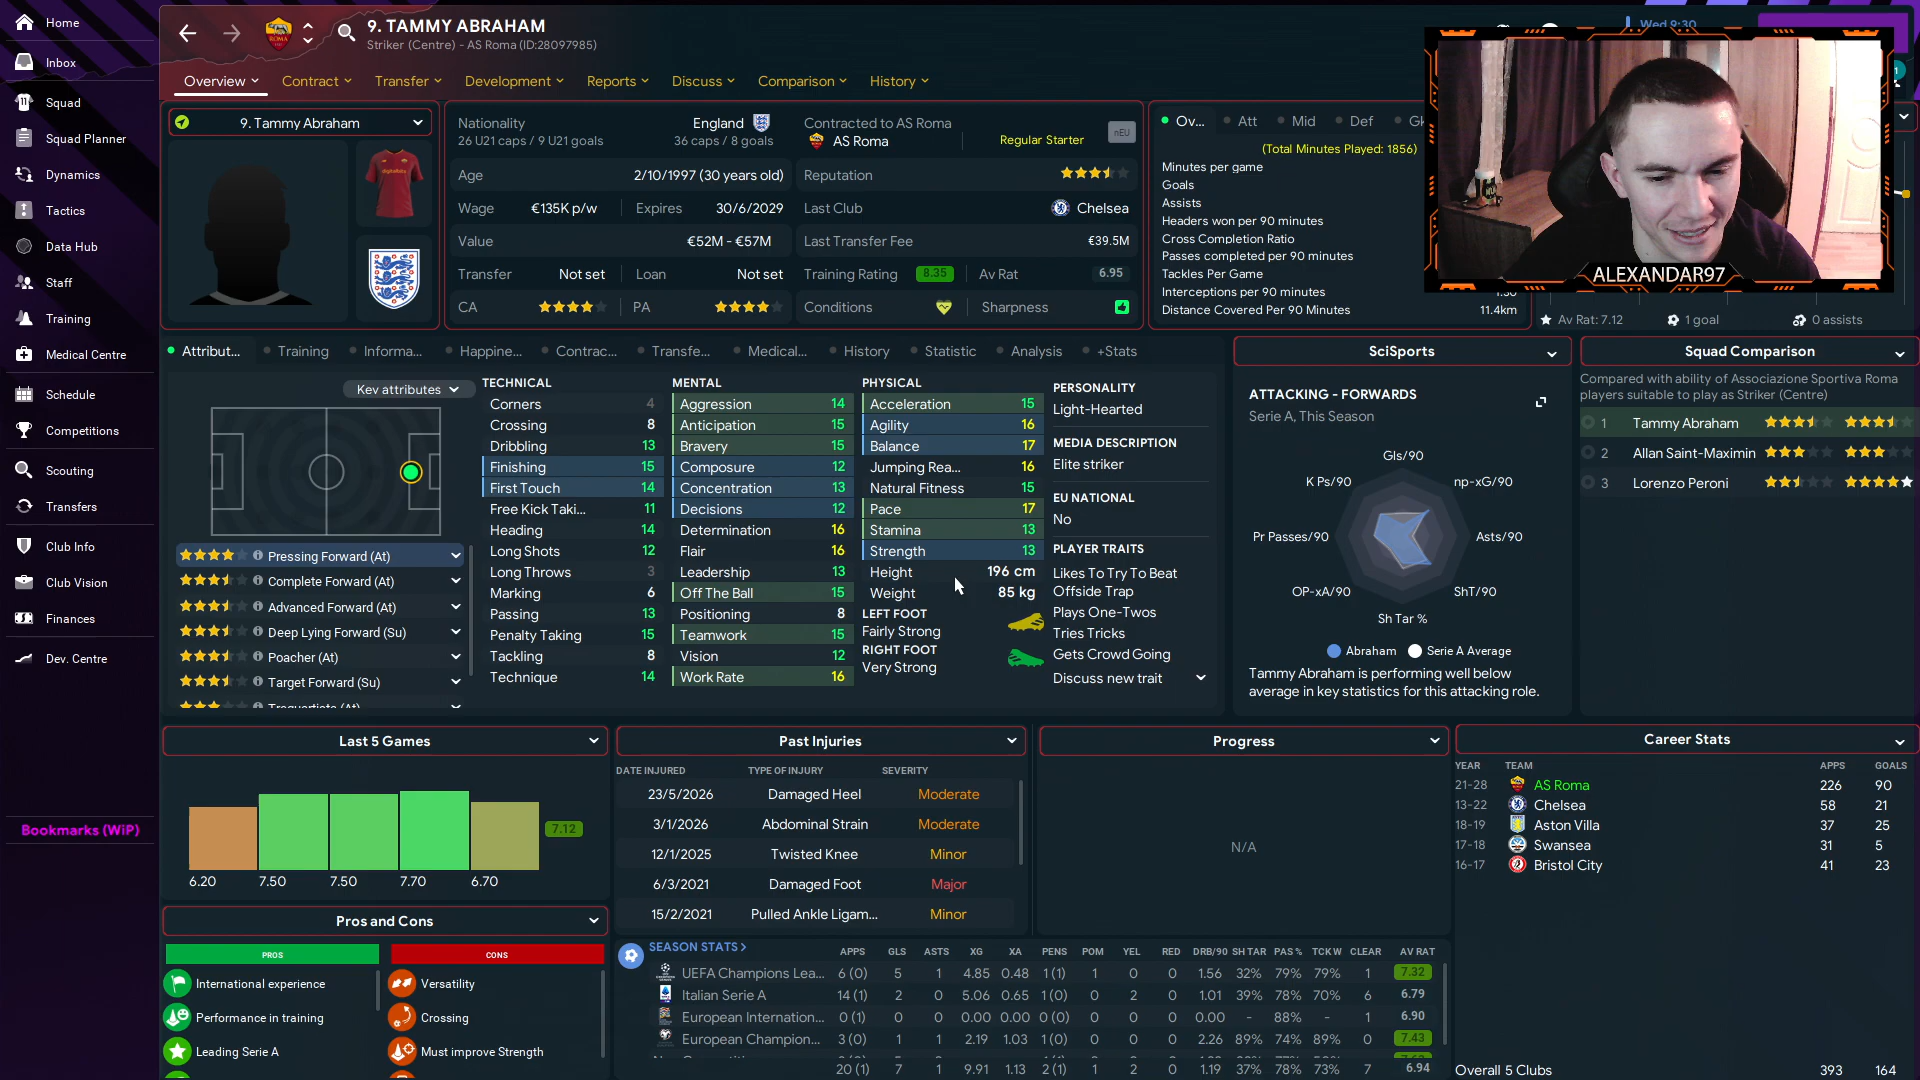 Home
Inbox
Squad
Squad Planner
Dynamics
Tactics
Data Hub
Staff
Training
Medical Centre
Schedule
Competitions
Scouting
Transfers
Club Info
Club Vision
Finances
Dev. Centre
Bookmarks (WiP)
9. TAMMY ABRAHAM
Striker (Centre) - AS Roma (ID:28097985)
Wed 9:30
Overview Contract Transfer Development Reports Discuss Comparison History
9. Tammy Abraham
Nationality England
26 U21 caps / 9 U21 goals 36 caps / 8 goals
Age 2/10/1997 (30 years old)
Wage €135K p/w Expires 30/6/2029
Value €52M - €57M
Transfer Not set Loan Not set
CA PA
Contracted to AS Roma
AS Roma Regular Starter nEU
Reputation
Last Club Chelsea
Last Transfer Fee €39.5M
Training Rating 8.35 Av Rat 6.95
Conditions Sharpness
Ov... Att Mid Def Gk
(Total Minutes Played: 1856)
Minutes per game
Goals
Assists
Headers won per 90 minutes
Cross Completion Ratio
Passes completed per 90 minutes
Tackles Per Game
Interceptions per 90 minutes
Distance Covered Per 90 Minutes 11.4km
ALEXANDAR97
Av Rat: 7.12 1 goal 0 assists
Attribut... Training Informa... Happine... Contrac... Transfe... Medical... History Statistic Analysis +Stats
Key attributes
Pressing Forward (At)
Complete Forward (At)
Advanced Forward (At)
Deep Lying Forward (Su)
Poacher (At)
Target Forward (Su)
TECHNICAL
Corners 4
Crossing 8
Dribbling 13
Finishing 15
First Touch 14
Free Kick Taki... 11
Heading 14
Long Shots 12
Long Throws 3
Marking 6
Passing 13
Penalty Taking 15
Tackling 8
Technique 14
MENTAL
Aggression 14
Anticipation 15
Bravery 15
Composure 12
Concentration 13
Decisions 12
Determination 16
Flair 16
Leadership 13
Off The Ball 15
Positioning 8
Teamwork 15
Vision 12
Work Rate 16
PHYSICAL
Acceleration 15
Agility 16
Balance 17
Jumping Rea... 16
Natural Fitness 15
Pace 17
Stamina 13
Strength 13
Height 196 cm
Weight 85 kg
LEFT FOOT
Fairly Strong
RIGHT FOOT
Very Strong
PERSONALITY
Light-Hearted
MEDIA DESCRIPTION
Elite striker
EU NATIONAL
No
PLAYER TRAITS
Likes To Try To Beat
Offside Trap
Plays One-Twos
Tries Tricks
Gets Crowd Going
Discuss new trait
SciSports
ATTACKING - FORWARDS
Serie A, This Season
Gls/90
np-xG/90
Asts/90
ShT/90
Sh Tar %
OP-xA/90
Pr Passes/90
K Ps/90
Abraham Serie A Average
Tammy Abraham is performing well below
average in key statistics for this attacking role.
Squad Comparison
Compared with ability of Associazione Sportiva Roma
players suitable to play as Striker (Centre)
1 Tammy Abraham
2 Allan Saint-Maximin
3 Lorenzo Peroni
Last 5 Games
7.12
6.20 7.50 7.50 7.70 6.70
Pros and Cons
PROS CONS
International experience Versatility
Performance in training Crossing
Leading Serie A Must improve Strength
Past Injuries
DATE INJURED TYPE OF INJURY SEVERITY
23/5/2026 Damaged Heel Moderate
3/1/2026 Abdominal Strain Moderate
12/1/2025 Twisted Knee Minor
6/3/2021 Damaged Foot Major
15/2/2021 Pulled Ankle Ligam... Minor
Progress
N/A
SEASON STATS > APPS GLS ASTS XG XA PENS POM YEL RED DRB/90 SH TAR PAS % TCK W CLEAR AV RAT
UEFA Champions Lea... 6 (0) 5 1 4.85 0.48 1 (1) 1 0 0 1.56 32% 79% 79% 1 7.32
Italian Serie A 14 (1) 2 0 5.06 0.65 1 (0) 0 2 0 1.01 39% 78% 70% 6 6.79
European Internation... 0 (1) 0 0 0.00 0.00 0 (0) 0 0 0 0.00 - 88% - 1 6.90
European Champion... 3 (0) 1 1 2.19 1.03 1 (0) 0 0 0 2.26 89% 74% 89% 0 7.43
20 (1) 7 1 9.91 1.13 2 (1) 1 2 0 1.19 37% 78% 73% 7 6.94
Career Stats
YEAR TEAM APPS GOALS
21-28 AS Roma 226 90
13-22 Chelsea 58 21
18-19 Aston Villa 37 25
17-18 Swansea 31 5
16-17 Bristol City 41 23
Overall 5 Clubs 393 164